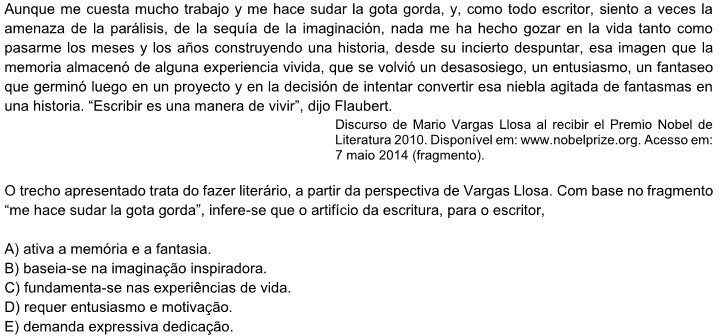 Aunque me cuesta mucho trabajo y me hace sudar la gota gorda, y, como todo escritor, siento a veces la
amenaza de la parálisis, de la sequía de la imaginación, nada me ha hecho gozar en la vida tanto como
pasarme los meses y los años construyendo una historia, desde su incierto despuntar, esa imagen que la
memoria almacenó de alguna experiencia vivida, que se volvió un desasosiego, un entusiasmo, un fantaseo
que germinó luego en un proyecto y en la decisión de intentar convertir esa niebla agitada de fantasmas en
una historia. “Escribir es una manera de vivir”, dijo Flaubert.
Discurso de Mario Vargas Llosa al recibir el Premio Nobel de
Literatura 2010. Disponível em: www.nobelprize.org. Acesso em:
7 maio 2014 (fragmento).
O trecho apresentado trata do fazer literário, a partir da perspectiva de Vargas Llosa. Com base no fragmento
“me hace sudar la gota gorda”, infere-se que o artifício da escritura, para o escritor,
A) ativa a memória e a fantasia.
B) baseia-se na imaginação inspiradora.
C) fundamenta-se nas experiências de vida.
D) requer entusiasmo e motivação.
E) demanda expressiva dedicação.